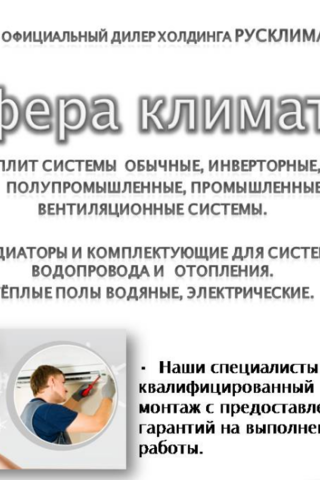 ОФИЦИАЛЬНЫЙ ДИЛЕР ХОЛДИНГА РУСКЛИМА
фера климат
ПЛИТ СИСТЕМЫ ОБЫЧНЫЕ, ИНВЕРТОРНЫЕ,
ПОЛУПРОМЫШЛЕННЫЕ, ПРОМЫШЛЕННЫЕ
ВЕНТИЛЯЦИОННЫЕ СИСТЕМЫ.
ДИАТОРЫ И КОМПЛЕКТУЮЩИЕ ДЛЯ СИСТЕ
ВОДОПРОВОДА И ОТОПЛЕНИЯ.
ЁПЛЫЕ ПОЛЫ ВОДЯНЫЕ, ЭЛЕКТРИЧЕСКИЕ.
- Наши специалисты
квалифицированный
монтаж с предоставле
гарантий на выполнен
работы.